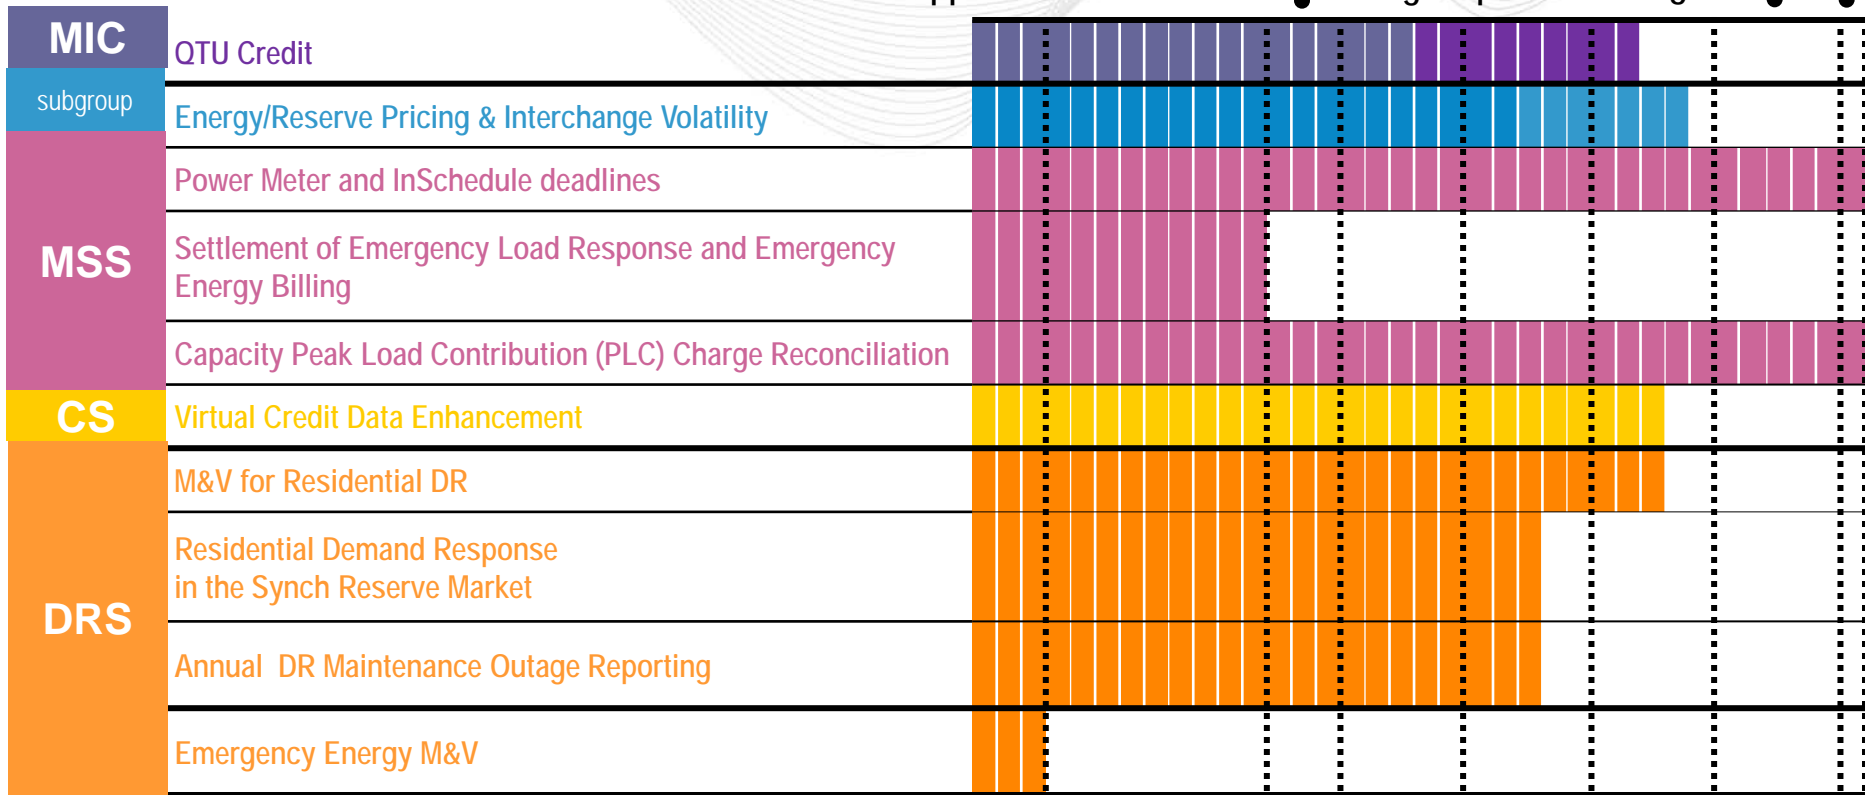 MIC
QTU Credit
subgroup
Energy/Reserve Pricing & Interchange Volatility
Power Meter and InSchedule deadlines
MSS
Settlement of Emergency Load Response and Emergency
Energy Billing
Capacity Peak Load Contribution (PLC) Charge Reconciliation
CS
Virtual Credit Data Enhancement
M&V for Residential DR
DRS
Residential Demand Response
in the Synch Reserve Market
Annual  DR Maintenance Outage Reporting
Emergency Energy M&V